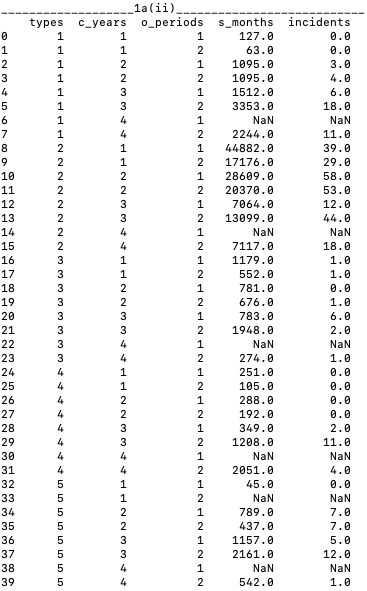 ___________________1a(ii)___________________________
types c_years o_periods s_months incidents
0 1 1 1 127.0 0.0
1 1 1 2 63.0 0.0
2 1 2 1 1095.0 3.0
3 1 2 2 1095.0 4.0
4 1 3 1 1512.0 6.0
5 1 3 2 3353.0 18.0
6 1 4 1 NaN NaN
7 1 4 2 2244.0 11.0
8 2 1 1 44882.0 39.0
9 2 1 2 17176.0 29.0
10 2 2 1 28609.0 58.0
11 2 2 2 20370.0 53.0
12 2 3 1 7064.0 12.0
13 2 3 2 13099.0 44.0
14 2 4 1 NaN NaN
15 2 4 2 7117.0 18.0
16 3 1 1 1179.0 1.0
17 3 1 2 552.0 1.0
18 3 2 1 781.0 0.0
19 3 2 2 676.0 1.0
20 3 3 1 783.0 6.0
21 3 3 2 1948.0 2.0
22 3 4 1 NaN NaN
23 3 4 2 274.0 1.0
24 4 1 1 251.0 0.0
25 4 1 2 105.0 0.0
26 4 2 1 288.0 0.0
27 4 2 2 192.0 0.0
28 4 3 1 349.0 2.0
29 4 3 2 1208.0 11.0
30 4 4 1 NaN NaN
31 4 4 2 2051.0 4.0
32 5 1 1 45.0 0.0
33 5 1 2 NaN NaN
34 5 2 1 789.0 7.0
35 5 2 2 437.0 7.0
36 5 3 1 1157.0 5.0
37 5 3 2 2161.0 12.0
38 5 4 1 NaN NaN
39 5 4 2 542.0 1.0